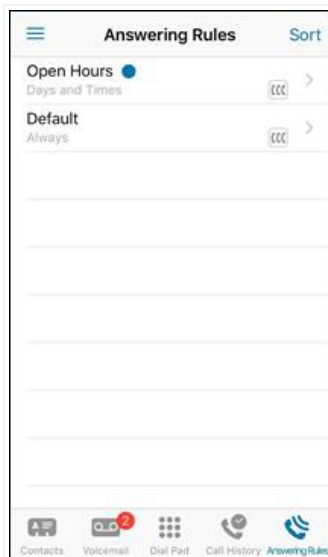 Answering Rules Sort
Open Hours
Days and Times
Default
Always
2
Contacts Voicemail Dial Pad Call History Answering Rules